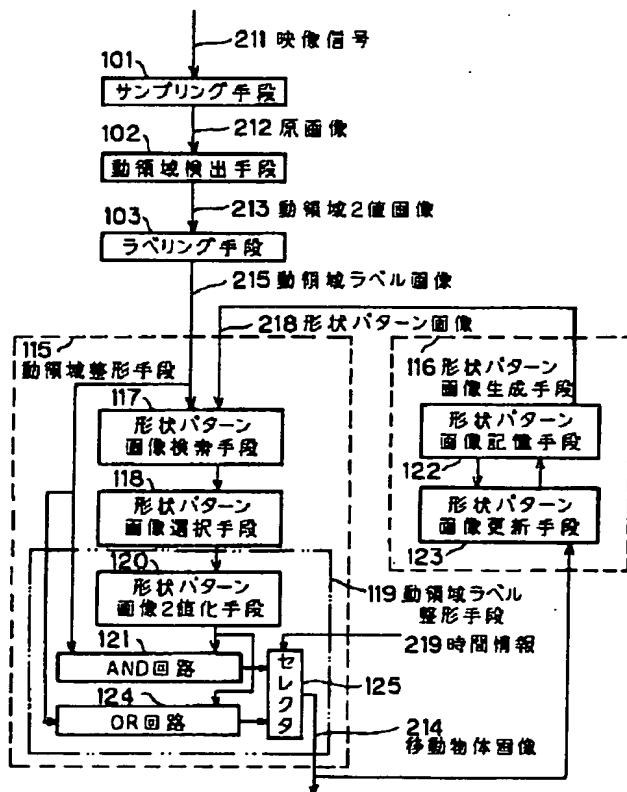 211 映像信号
101
サンプリング手段
212 原画像
102
動領域検出手段
213 動領域2値画像
103
ラベリング手段
215 動領域ラベル画像
218 形状パターン画像
115
動領域整形手段
116 形状パターン
画像生成手段
117
形状パターン
画像検索手段
形状パターン
画像記憶手段
122
118
形状パターン
画像選択手段
形状パターン
画像更新手段
123
120
形状パターン
画像2値化手段
119 動領域ラベル
整形手段
219 時間情報
121
AND回路
セレクタ
125
124
OR回路
214
移動物体画像